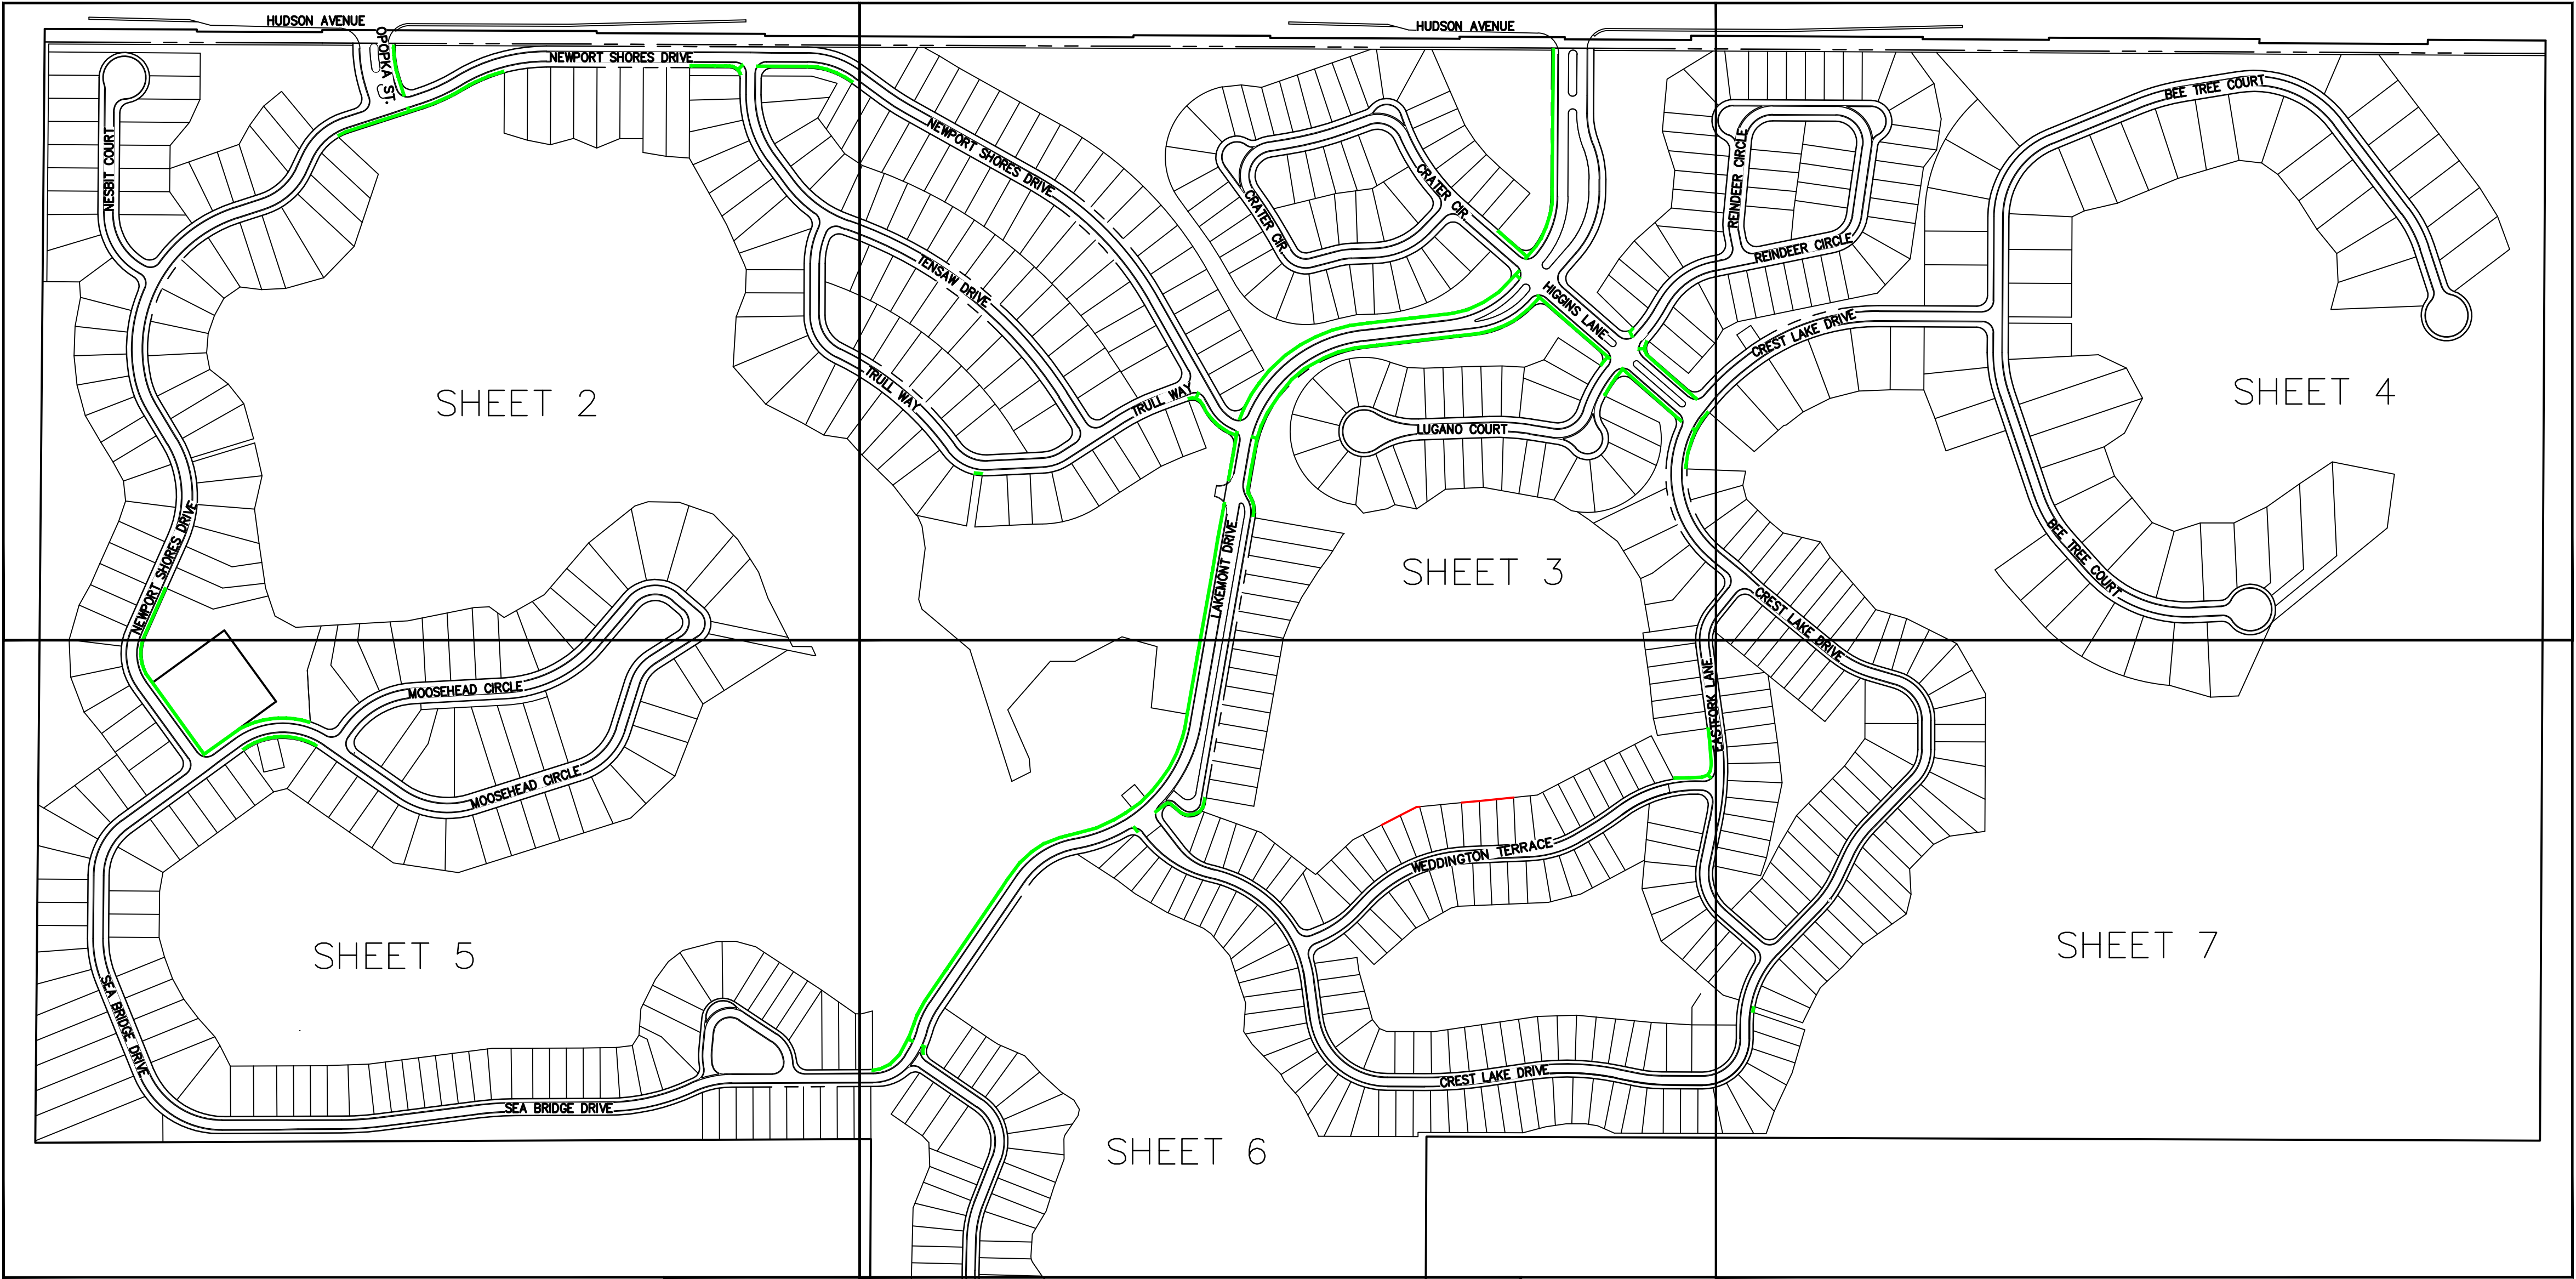 HUDSON AVENUE
HUDSON AVENUE
OPOPOPKA ST.
NEWPORT SHORES DRIVE
NESBIT COURT
NEWPORT SHORES DRIVE
TENSAW DRIVE
TRULL WAY
TRULL WAY
NEWPORT SHORES DRIVE
SHEET 2
CRATER CIR.
CRATER CIR.
HIGGINS LANE
LUGANO COURT
LAKEMONT DRIVE
SHEET 3
REINDEER CIRCLE
REINDEER CIRCLE
CREST LAKE DRIVE
BEE TREE COURT
BEE TREE COURT
SHEET 4
CREST LAKE DRIVE
EASTFORK LANE
MOOSEHEAD CIRCLE
MOOSEHEAD CIRCLE
SHEET 5
SEA BRIDGE DRIVE
SEA BRIDGE DRIVE
WEDDINGTON TERRACE
CREST LAKE DRIVE
SHEET 6
SHEET 7